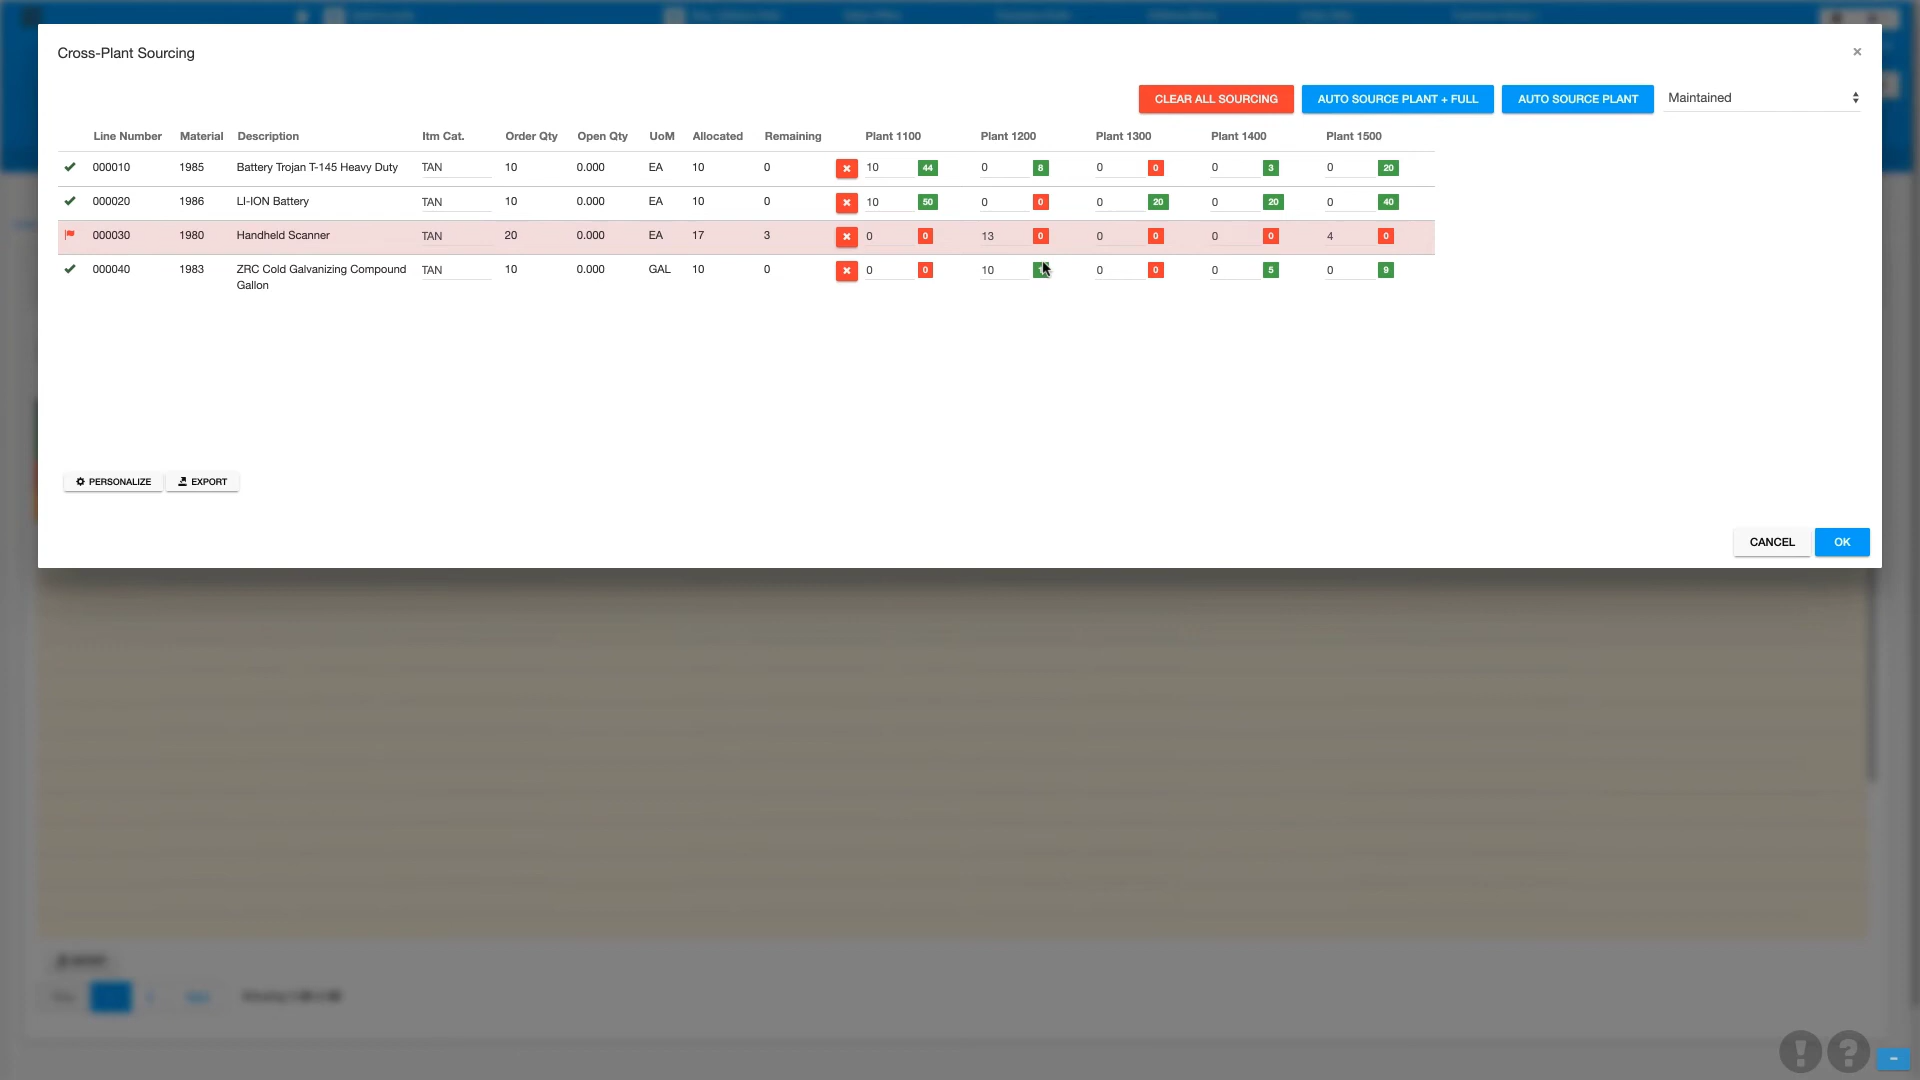 Cross-Plant Sourcing ×
CLEAR ALL SOURCING AUTO SOURCE PLANT + FULL AUTO SOURCE PLANT Maintained
Line Number Material Description Itm Cat. Order Qty Open Qty UoM Allocated Remaining Plant 1100 Plant 1200 Plant 1300 Plant 1400 Plant 1500
000010 1985 Battery Trojan T-145 Heavy Duty TAN 10 0.000 EA 10 0 10 44 0 8 0 0 0 3 0 20
000020 1986 LI-ION Battery TAN 10 0.000 EA 10 0 10 50 0 0 0 20 0 20 0 40
000030 1980 Handheld Scanner TAN 20 0.000 EA 17 3 0 0 13 0 0 0 0 0 4 0
000040 1983 ZRC Cold Galvanizing Compound TAN 10 0.000 GAL 10 0 0 0 10 0 0 0 5 0 9
Gallon
PERSONALIZE EXPORT
CANCEL OK